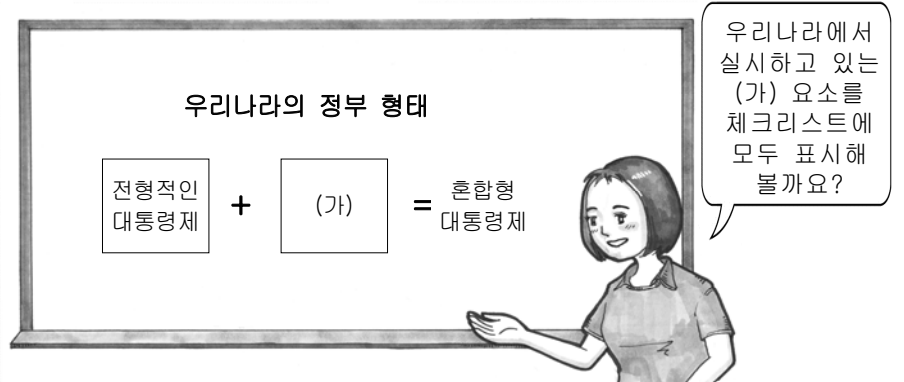 우리나라의 정부 형태
전형적인
대통령제
+
(가)
=
혼합형
대통령제
우리나라에서
실시하고 있는
(가) 요소를
체크리스트에
모두 표시해
볼까요?